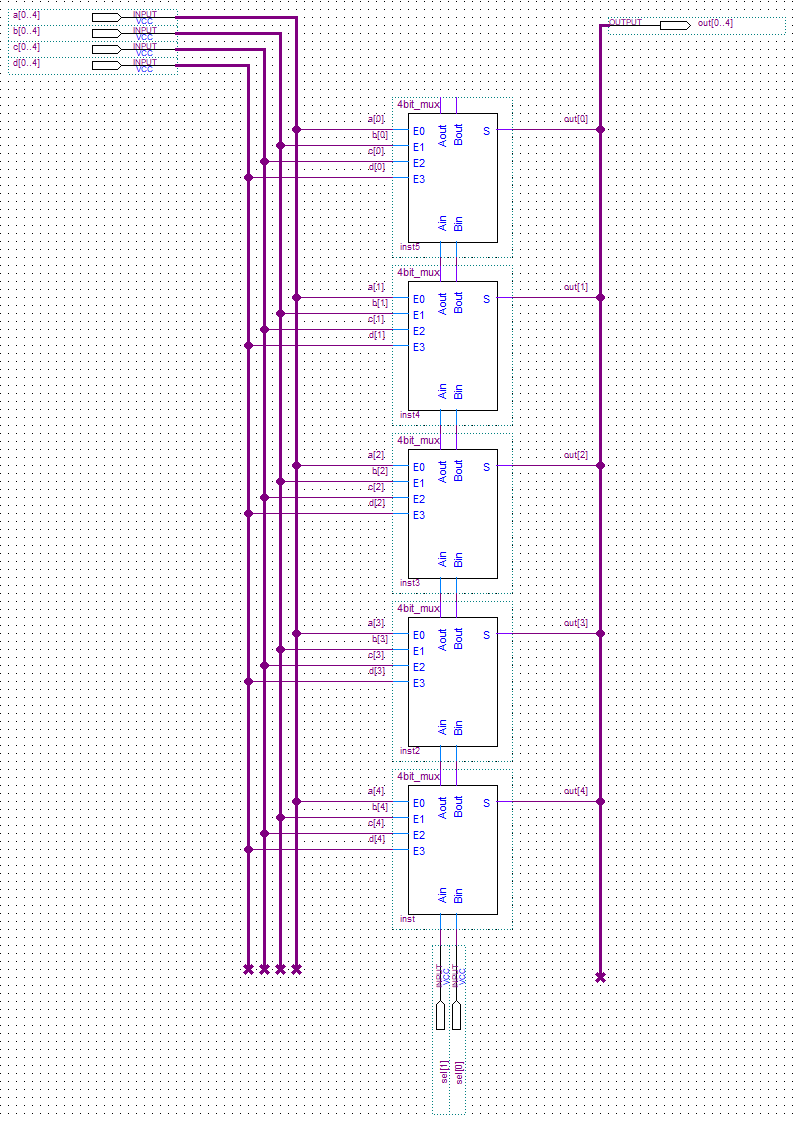 a[0..4] INPUT VCC
b[0..4] INPUT VCC
c[0..4] INPUT VCC
d[0..4] INPUT VCC
OUTPUT out[0..4]
4bit_mux
a[0] E0 Aout Bout S out[0]
b[0] E1
c[0] E2
d[0] E3
Ain Bin
inst5
4bit_mux
a[1] E0 Aout Bout S out[1]
b[1] E1
c[1] E2
d[1] E3
Ain Bin
inst4
4bit_mux
a[2] E0 Aout Bout S out[2]
b[2] E1
c[2] E2
d[2] E3
Ain Bin
inst3
4bit_mux
a[3] E0 Aout Bout S out[3]
b[3] E1
c[3] E2
d[3] E3
Ain Bin
inst2
4bit_mux
a[4] E0 Aout Bout S out[4]
b[4] E1
c[4] E2
d[4] E3
Ain Bin
inst
INPUT VCC INPUT VCC
sel[1] sel[0]